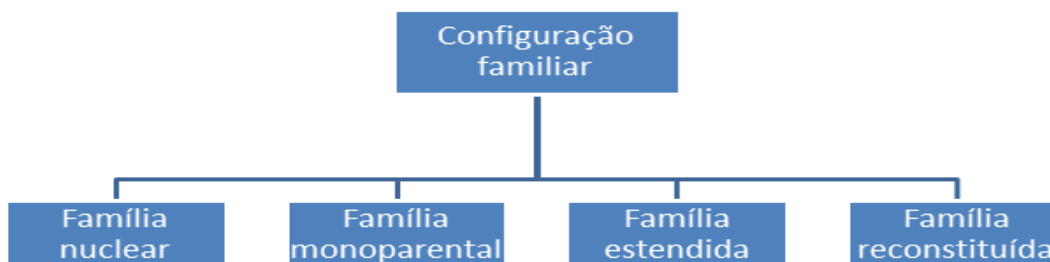 Configuração
familiar
Família
nuclear
Família
monoparental
Família
estendida
Família
reconstituída